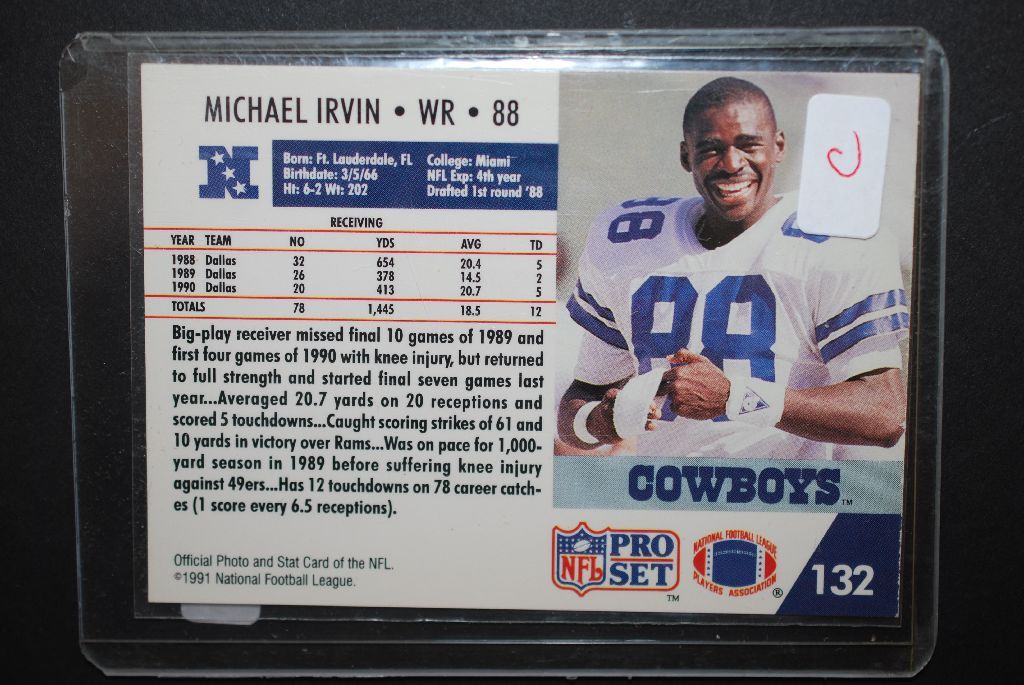 MICHAEL IRVIN • WR • 88
N
Born: Ft. Lauderdale, FL College: Miami
Birthdate: 3/5/66 NFL Exp: 4th year
Ht: 6-2 Wt: 202 Drafted 1st round '88
RECEIVING
YEAR TEAM NO YDS AVG TD
1988 Dallas 32 654 20.4 5
1989 Dallas 26 378 14.5 2
1990 Dallas 20 413 20.7 5
TOTALS 78 1,445 18.5 12
Big-play receiver missed final 10 games of 1989 and
first four games of 1990 with knee injury, but returned
to full strength and started final seven games last
year...Averaged 20.7 yards on 20 receptions and
scored 5 touchdowns...Caught scoring strikes of 61 and
10 yards in victory over Rams...Was on pace for 1,000-
yard season in 1989 before suffering knee injury
against 49ers...Has 12 touchdowns on 78 career catch-
es (1 score every 6.5 receptions).
Official Photo and Stat Card of the NFL.
©1991 National Football League.
88
88
COWBOYS™
NFL PRO SET™
NATIONAL FOOTBALL LEAGUE
PLAYERS ASSOCIATION®
132